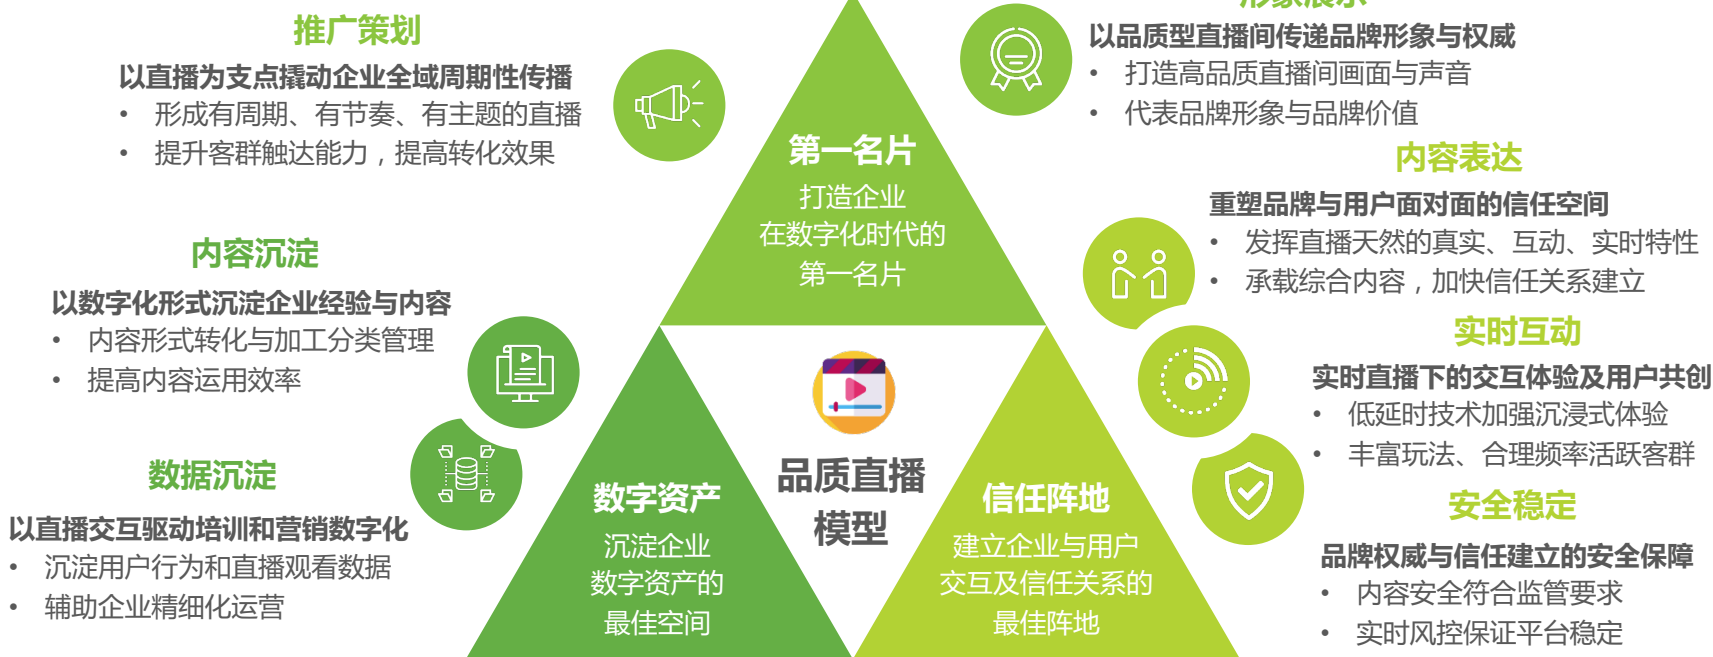 推广策划
以直播为支点撬动企业全域周期性传播
• 形成有周期、有节奏、有主题的直播
• 提升客群触达能力，提高转化效果
内容沉淀
以数字化形式沉淀企业经验与内容
• 内容形式转化与加工分类管理
• 提高内容运用效率
数据沉淀
以直播交互驱动培训和营销数字化
• 沉淀用户行为和直播观看数据
• 辅助企业精细化运营
第一名片
打造企业
在数字化时代的
第一名片
数字资产
沉淀企业
数字资产的
最佳空间
品质直播
模型
信任阵地
建立企业与用户
交互及信任关系的
最佳阵地
形象展示
以品质型直播间传递品牌形象与权威
• 打造高品质直播间画面与声音
• 代表品牌形象与品牌价值
内容表达
重塑品牌与用户面对面的信任空间
• 发挥直播天然的真实、互动、实时特性
• 承载综合内容，加快信任关系建立
实时互动
实时直播下的交互体验及用户共创
• 低延时技术加强沉浸式体验
• 丰富玩法、合理频率活跃客群
安全稳定
品牌权威与信任建立的安全保障
• 内容安全符合监管要求
• 实时风控保证平台稳定